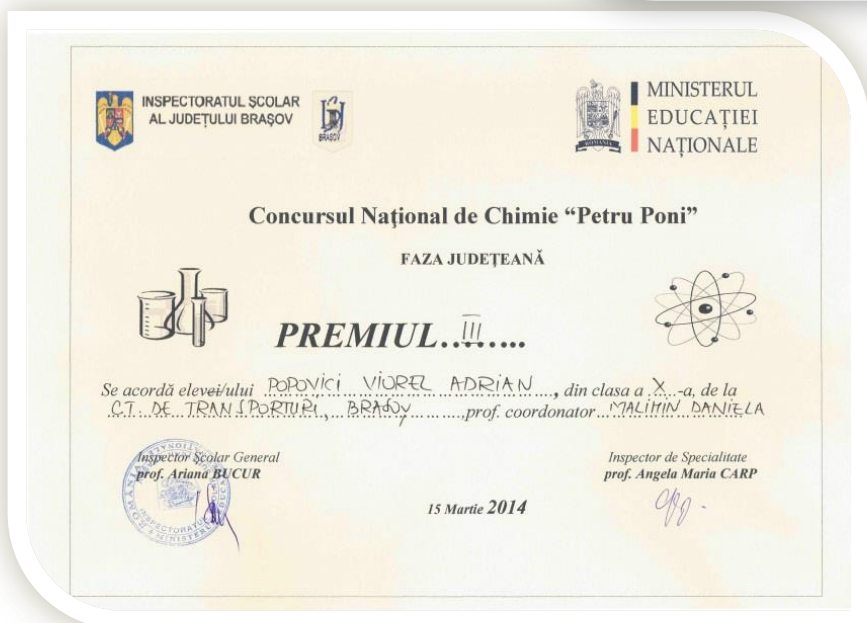 INSPECTORATUL ŞCOLAR
AL JUDEŢULUI BRAŞOV
BRAŞOV
ROMANIA
MINISTERUL
EDUCAŢIEI
NAŢIONALE
Concursul Naţional de Chimie “Petru Poni”
FAZA JUDEŢEANĂ
PREMIUL....III.....
Se acordă elevei/ului POPOVICI VIOREL ADRIAN ...., din clasa a X -a, de la
C.T. DE TRANSPORTURI, BRAŞOV ..........prof. coordonator ...MALIHIN DANIELA
Inspector Şcolar General
prof. Ariana BUCUR
Inspector de Specialitate
prof. Angela Maria CARP
15 Martie 2014